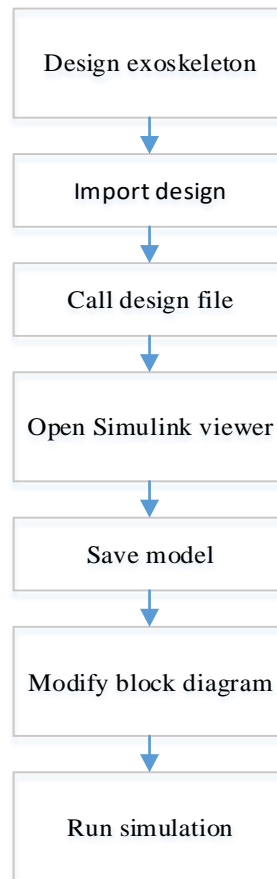 Design exoskeleton
Import design
Call design file
Open Simulink viewer
Save model
Modify block diagram
Run simulation